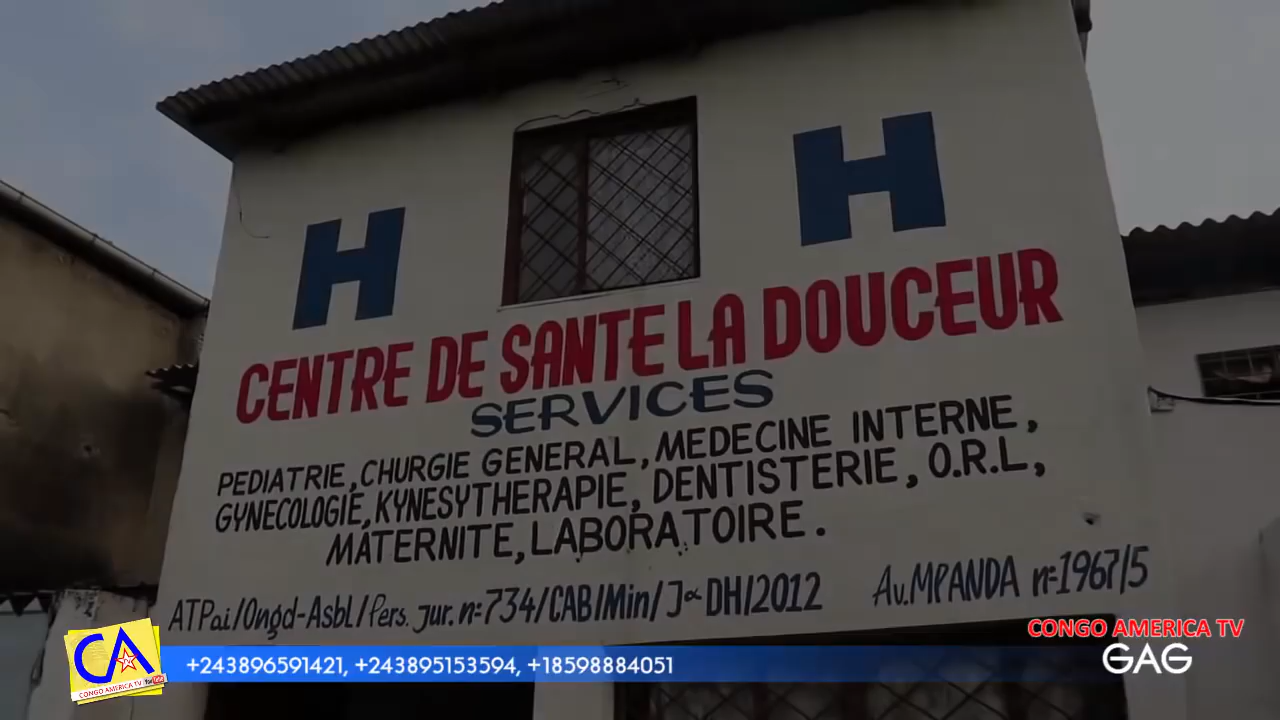 H H
CENTRE DE SANTE LA DOUCEUR
SERVICES
PEDIATRIE, CHURGIE GENERAL, MEDECINE INTERNE,
GYNECOLOGIE, KYNESYTHERAPIE, DENTISTERIE, O.R.L,
MATERNITE, LABORATOIRE.
ATPai/Ongd-Asbl/Pers. Jur. n=734/CAB/Min/ DH/2012 Av. MPANDA n=1967/5
CONGO AMERICA TV
GAG
CA
CONGO AMERICA TV
+243896591421, +243895153594, +18598884051